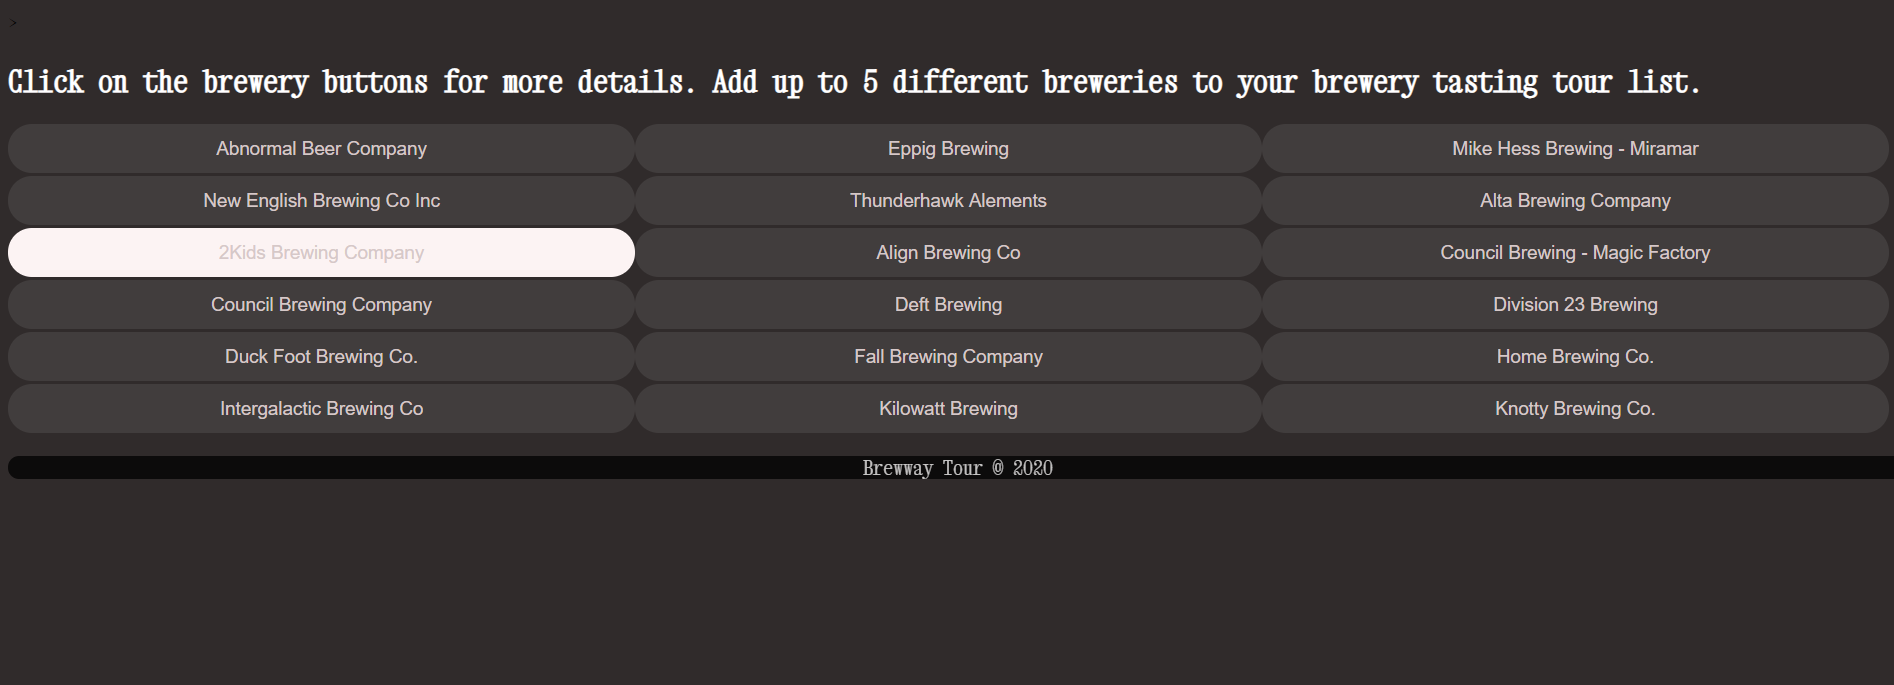 >
Click on the brewery buttons for more details. Add up to 5 different breweries to your brewery tasting tour list.
Abnormal Beer Company
Eppig Brewing
Mike Hess Brewing - Miramar
New English Brewing Co Inc
Thunderhawk Alements
Alta Brewing Company
2Kids Brewing Company
Align Brewing Co
Council Brewing - Magic Factory
Council Brewing Company
Deft Brewing
Division 23 Brewing
Duck Foot Brewing Co.
Fall Brewing Company
Home Brewing Co.
Intergalactic Brewing Co
Kilowatt Brewing
Knotty Brewing Co.
Brewway Tour @ 2020